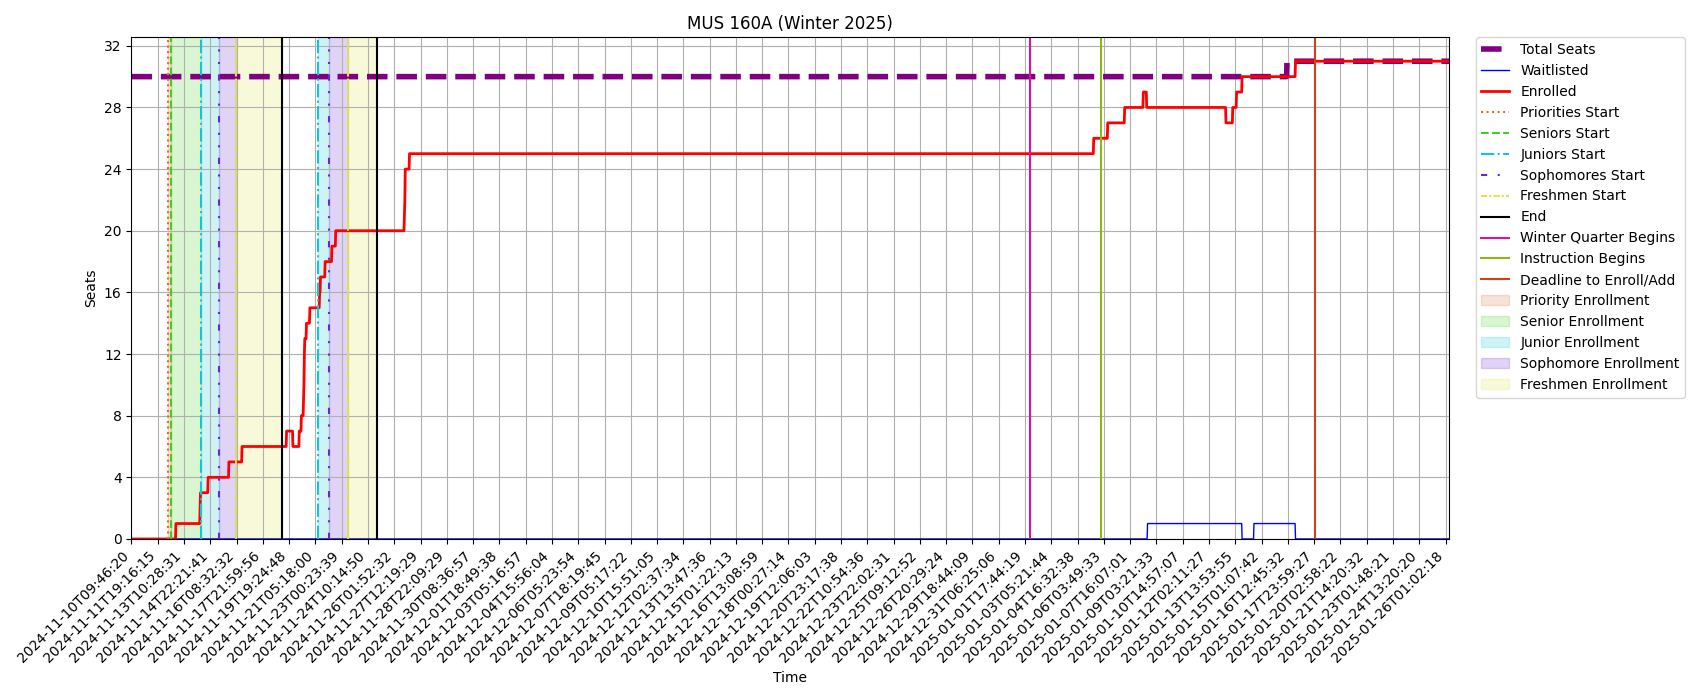 MUS 160A (Winter 2025)
32
28
24
20
16
12
8
4
0
Seats
2024-11-10T09:46:20
2024-11-11T19:16:15
2024-11-13T10:28:31
2024-11-14T22:21:41
2024-11-16T08:32:32
2024-11-17T21:59:56
2024-11-19T19:24:48
2024-11-21T05:18:00
2024-11-23T00:23:39
2024-11-24T10:14:50
2024-11-26T01:52:32
2024-11-27T12:19:29
2024-11-28T22:09:29
2024-11-30T08:36:57
2024-12-01T18:49:38
2024-12-03T05:16:57
2024-12-04T15:56:04
2024-12-06T05:23:54
2024-12-07T18:19:45
2024-12-09T05:17:22
2024-12-10T15:51:05
2024-12-12T02:37:34
2024-12-13T13:47:36
2024-12-15T01:22:13
2024-12-16T13:08:59
2024-12-18T00:27:14
2024-12-19T12:06:03
2024-12-20T23:17:38
2024-12-22T10:54:36
2024-12-23T22:02:31
2024-12-25T09:12:52
2024-12-26T20:29:24
2024-12-29T18:44:09
2024-12-31T06:25:06
2025-01-01T17:44:19
2025-01-03T05:21:44
2025-01-04T16:32:38
2025-01-06T03:49:33
2025-01-07T16:07:01
2025-01-09T03:21:33
2025-01-10T14:57:07
2025-01-12T02:11:27
2025-01-13T13:53:55
2025-01-15T01:07:42
2025-01-16T12:45:32
2025-01-17T23:59:27
2025-01-20T02:58:22
2025-01-21T14:20:32
2025-01-23T01:48:21
2025-01-24T13:20:20
2025-01-26T01:02:18
Time
Total Seats
Waitlisted
Enrolled
Priorities Start
Seniors Start
Juniors Start
Sophomores Start
Freshmen Start
End
Winter Quarter Begins
Instruction Begins
Deadline to Enroll/Add
Priority Enrollment
Senior Enrollment
Junior Enrollment
Sophomore Enrollment
Freshmen Enrollment